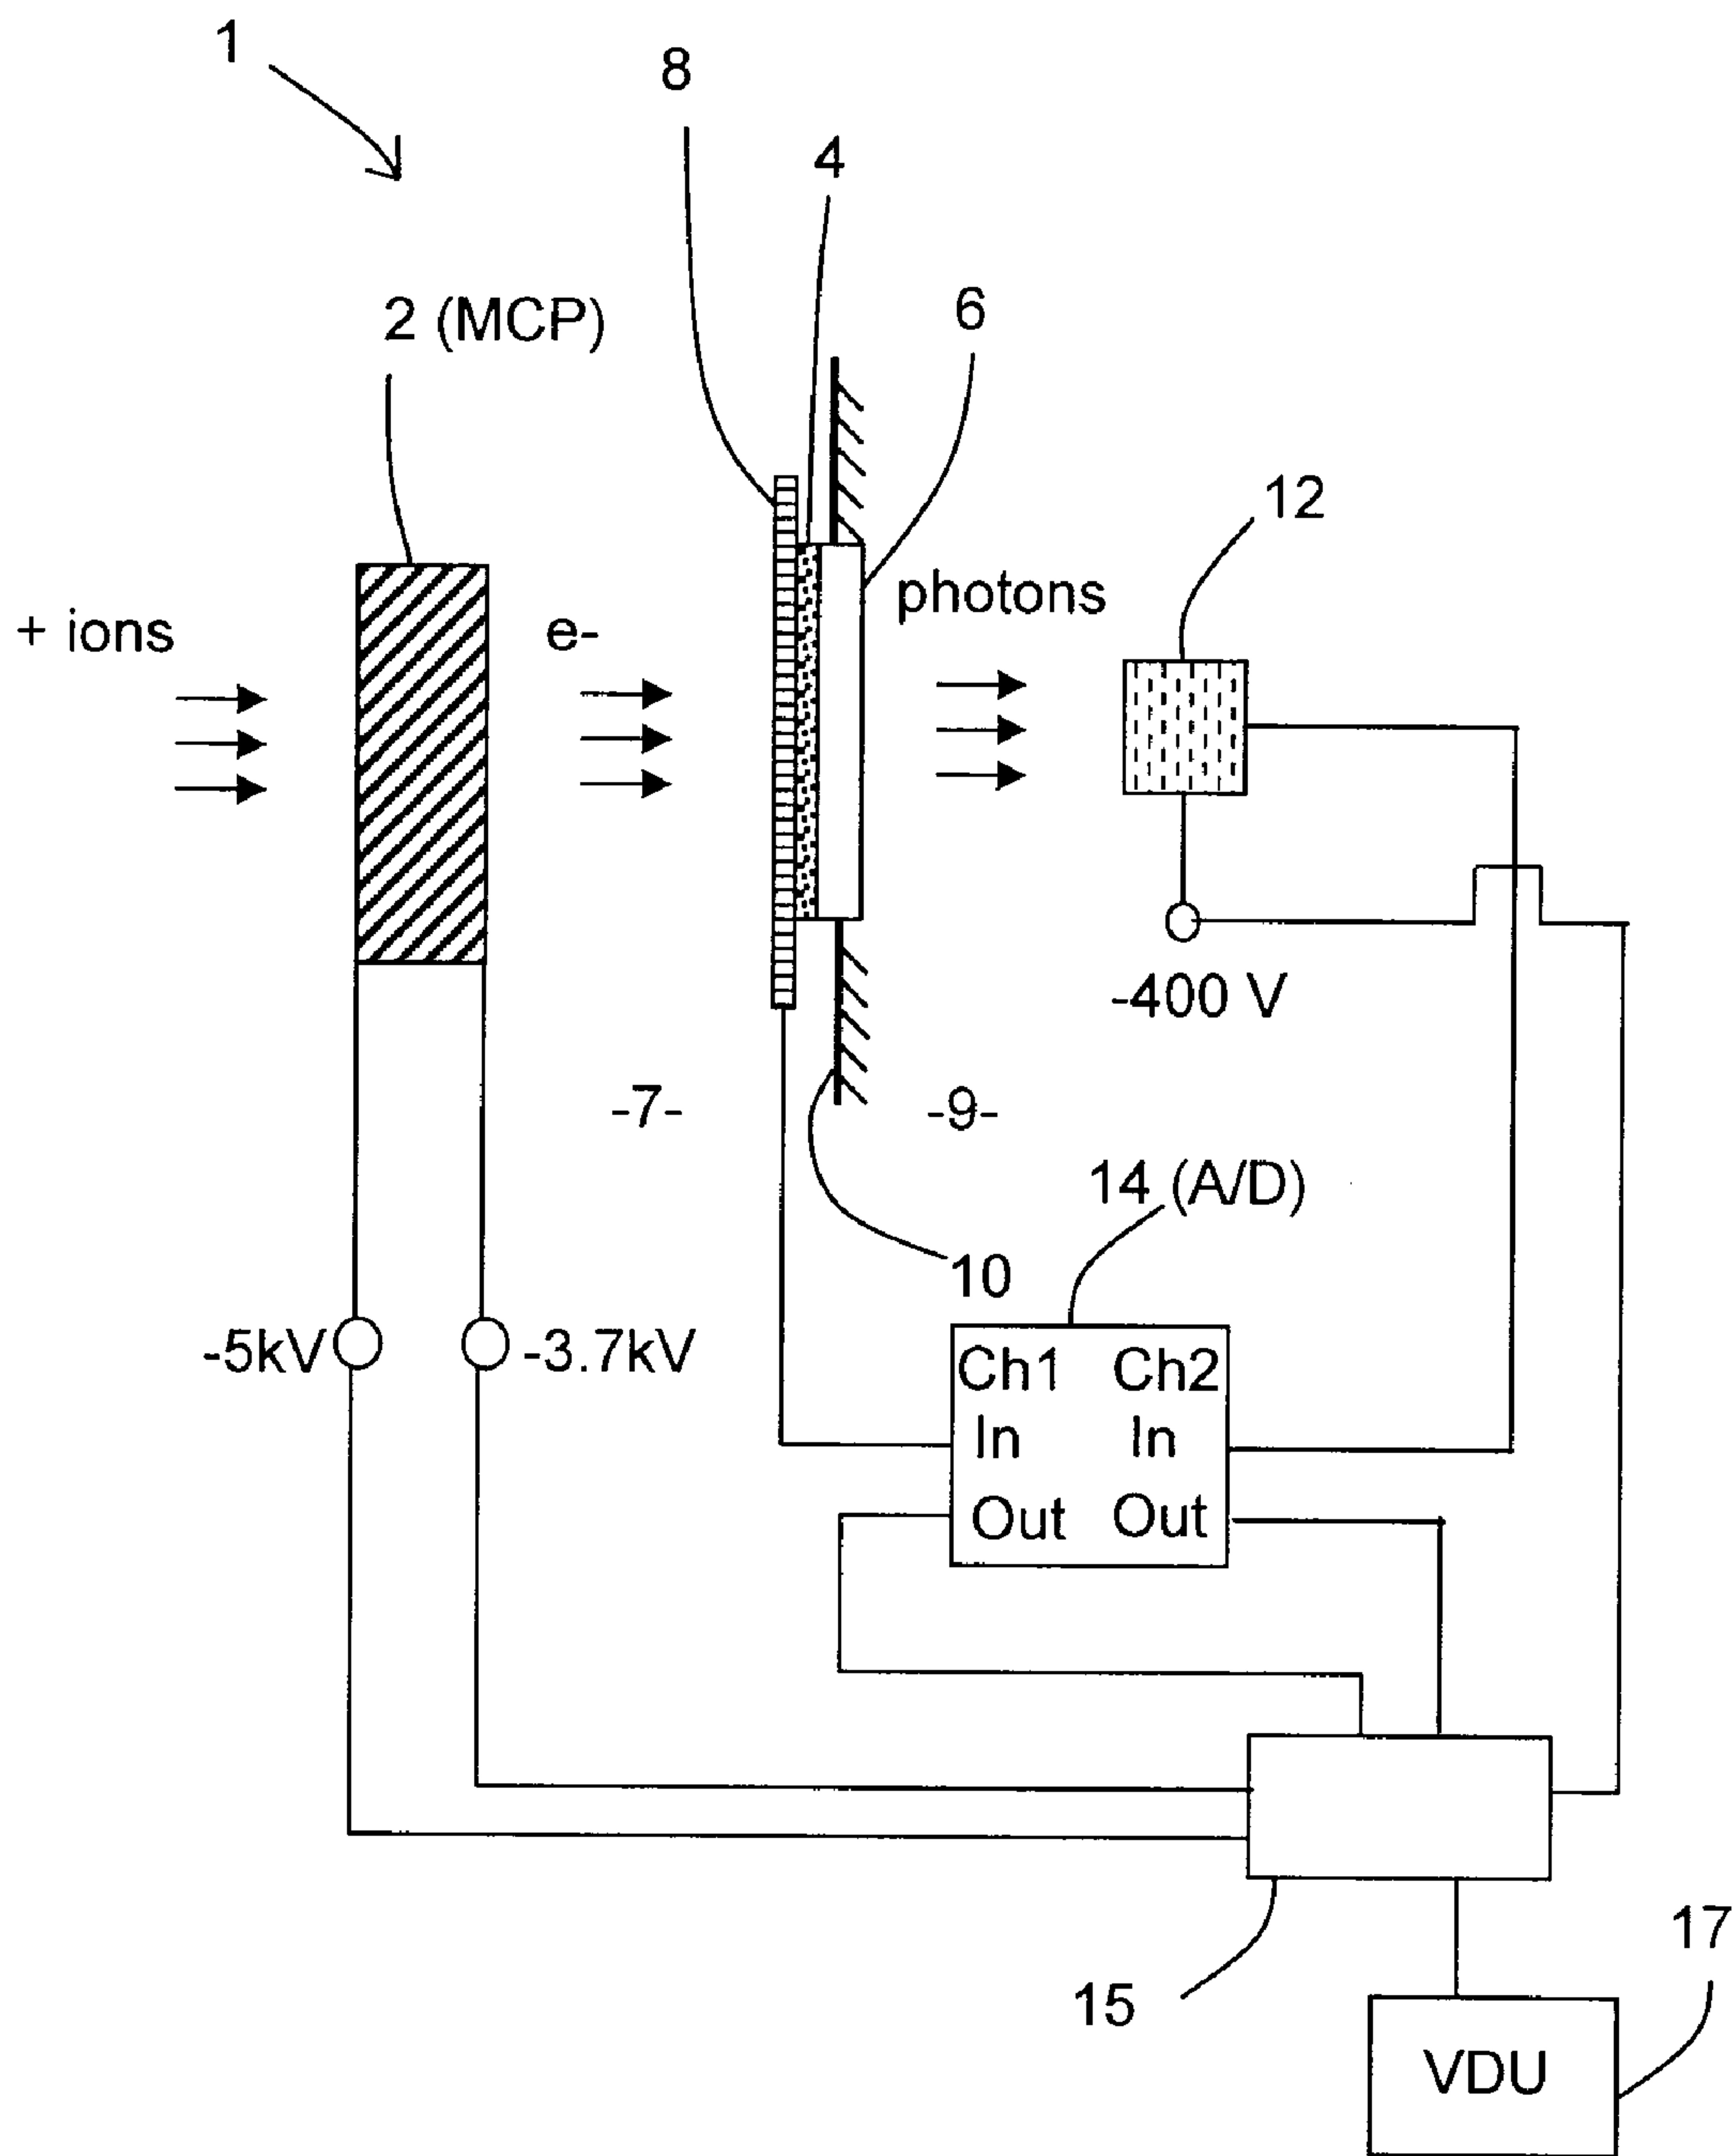 1
8
4
2 (MCP)
6
12
+ ions
e-
photons
-400 V
-7-
-9-
14 (A/D)
10
-5kV
-3.7kV
Ch1 Ch2
In In
Out Out
15
17
VDU